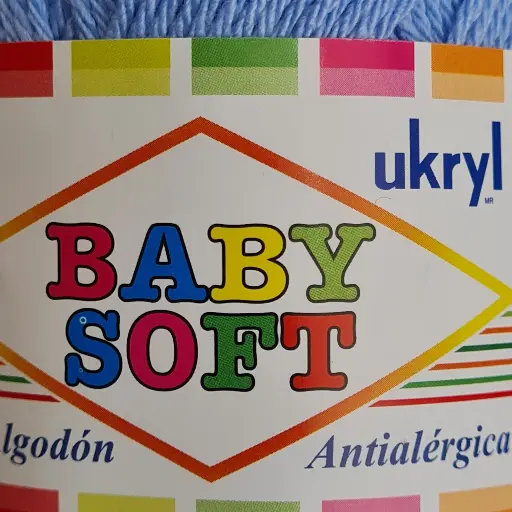 ukryl
MR
BABY
SOFT
lgodón Antialérgica